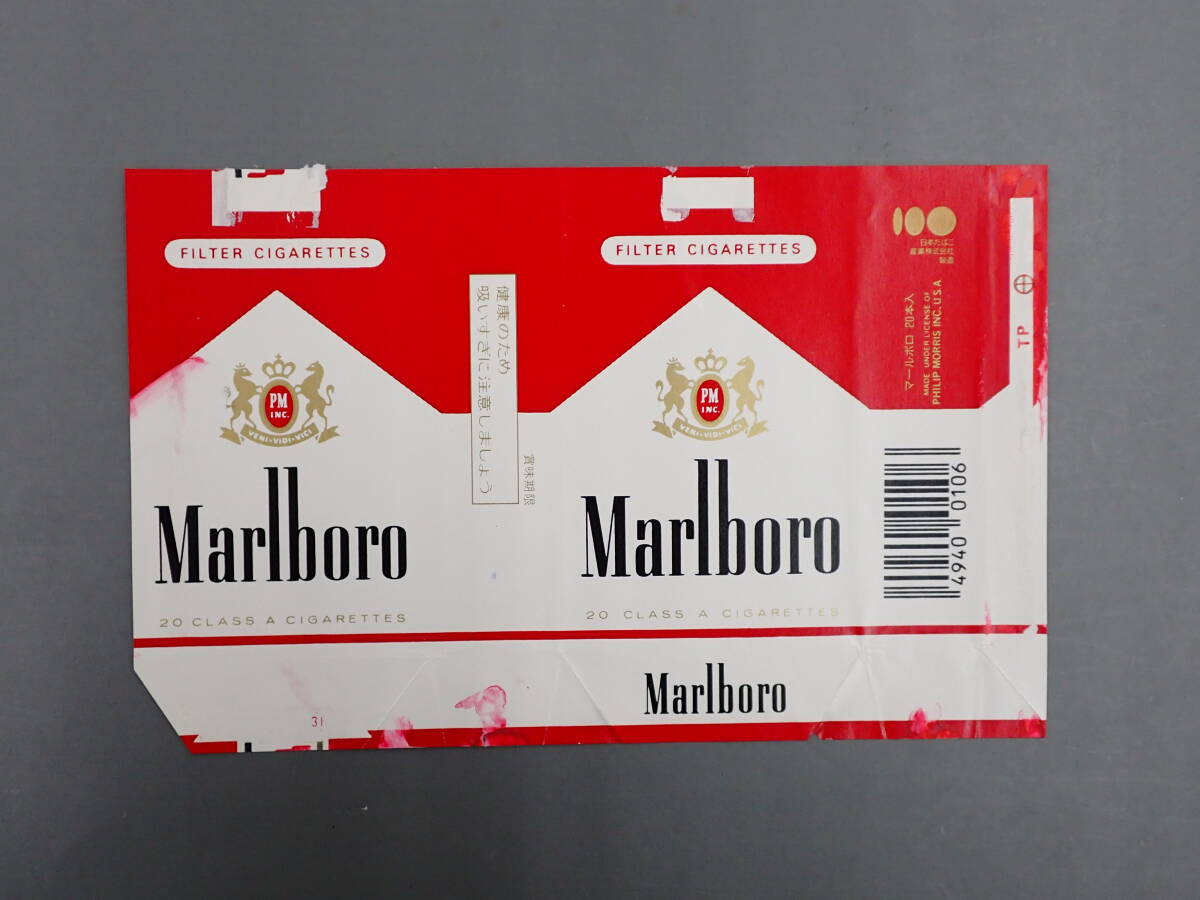 FILTER CIGARETTES
PM
INC.
VENI·VIDI·VICI
Marlboro
20 CLASS A CIGARETTES
31
健康のため
吸いすぎに注意しましょう
賞味期限
FILTER CIGARETTES
PM
INC.
VENI·VIDI·VICI
Marlboro
20 CLASS A CIGARETTES
Marlboro
100
日本たばこ
産業株式会社
製造
マールボロ 20本入
MADE UNDER LICENSE OF
PHILIP MORRIS INC. U.S.A
4940 0106
TP